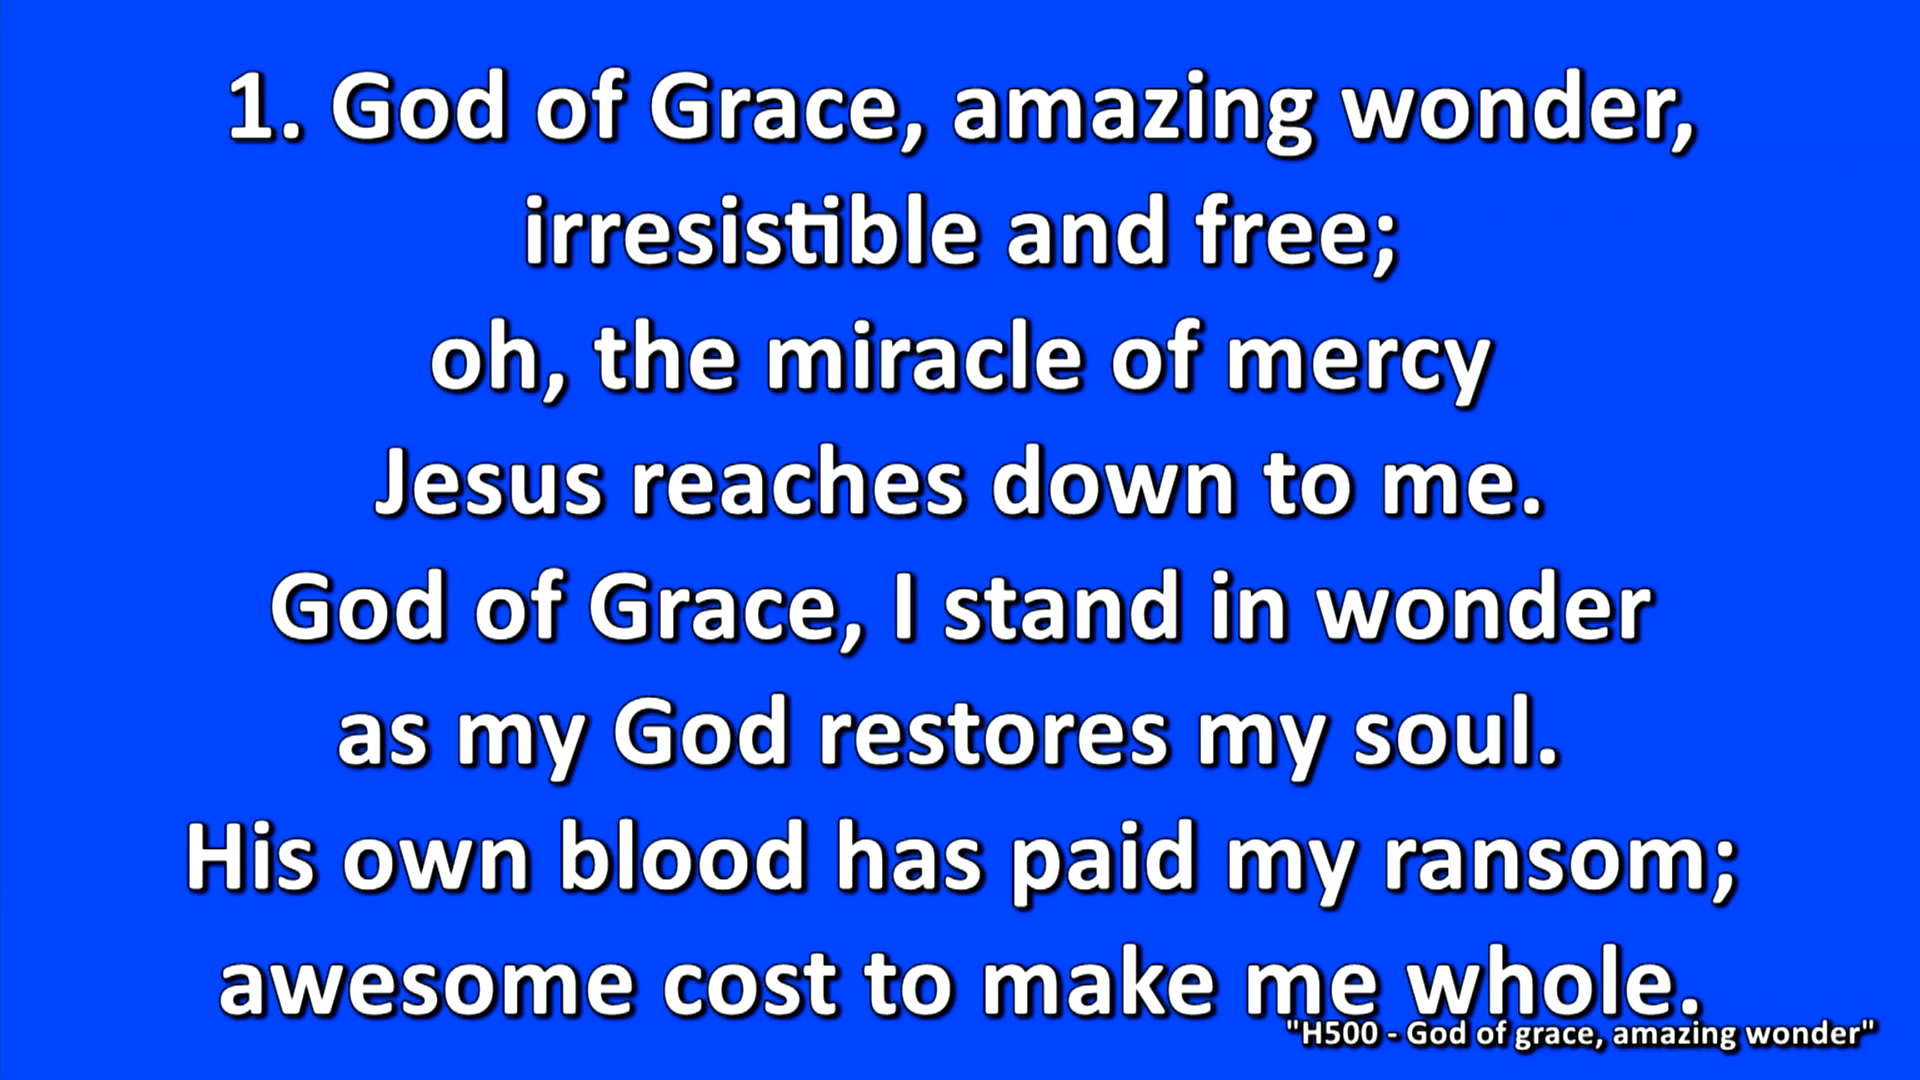 1. God of Grace, amazing wonder,
irresistible and free;
oh, the miracle of mercy
Jesus reaches down to me.
God of Grace, I stand in wonder
as my God restores my soul.
His own blood has paid my ransom;
awesome cost to make me whole.
"H500 - God of grace, amazing wonder"